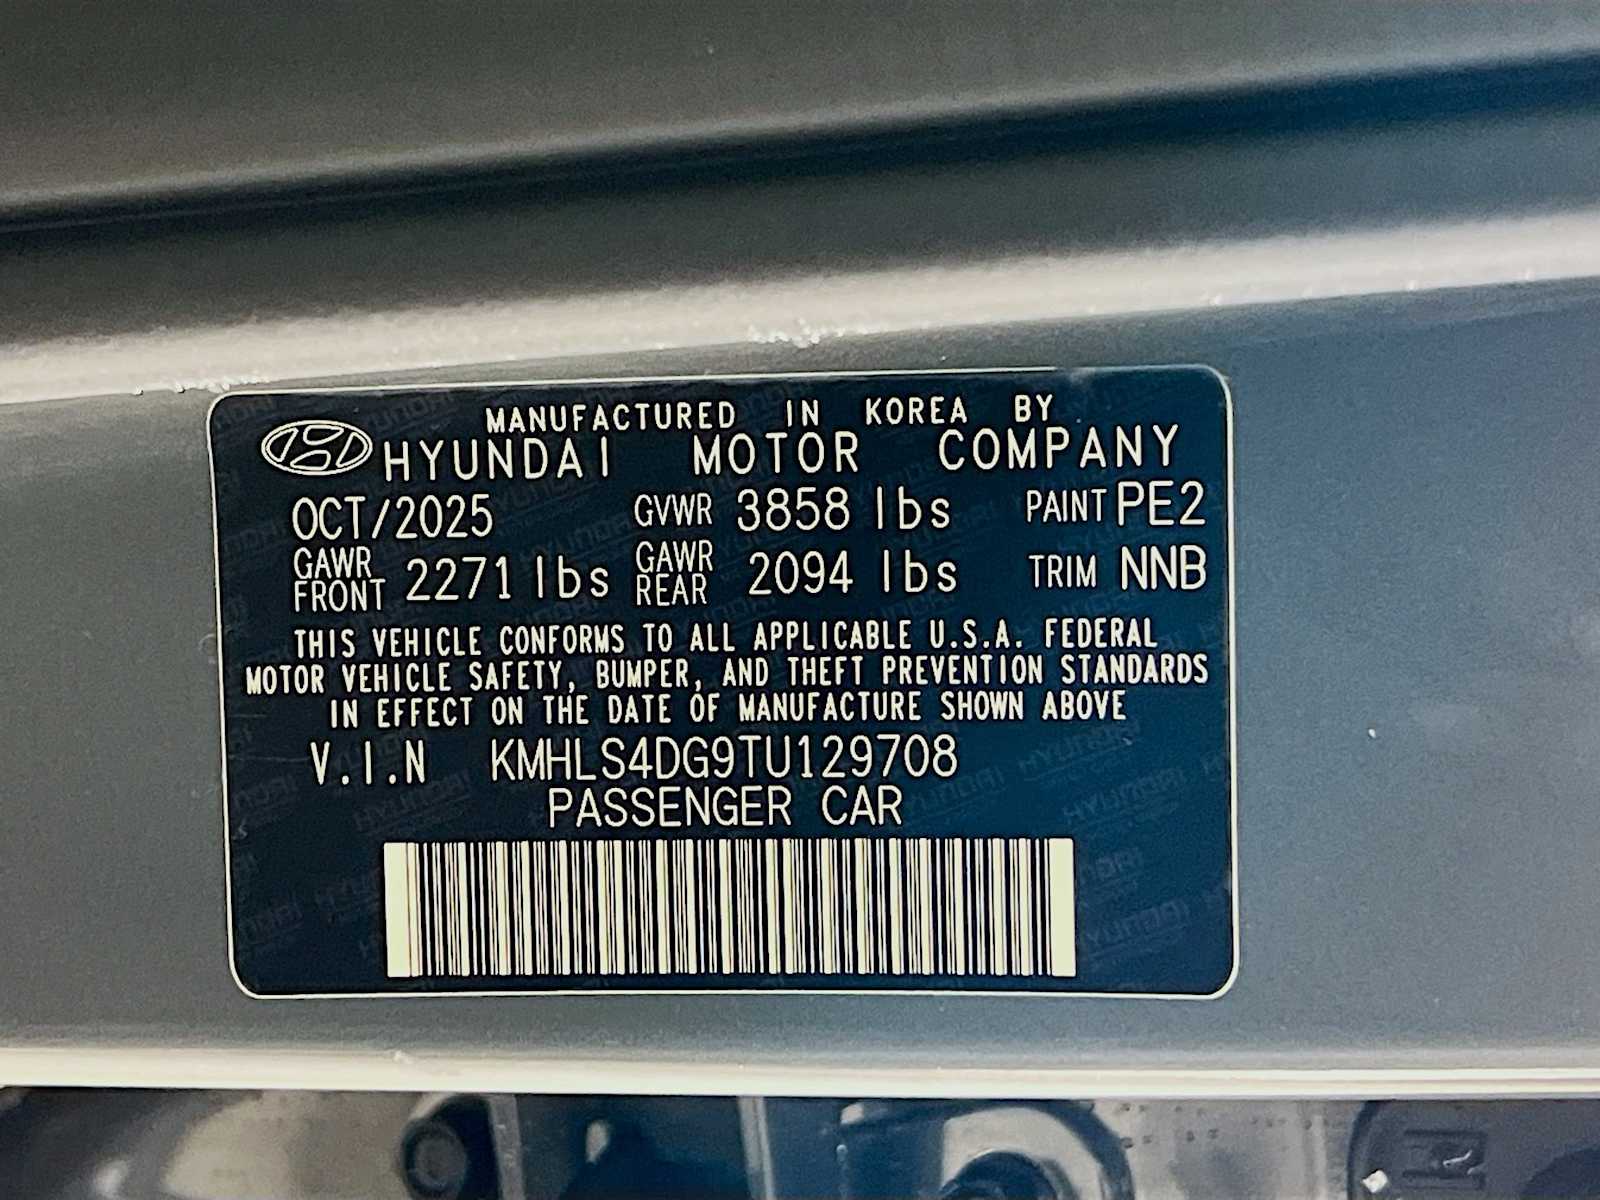 MANUFACTURED IN KOREA BY
HYUNDAI MOTOR COMPANY
OCT/2025 GVWR 3858 lbs PAINT PE2
GAWR FRONT 2271 lbs GAWR REAR 2094 lbs TRIM NNB
THIS VEHICLE CONFORMS TO ALL APPLICABLE U.S.A. FEDERAL
MOTOR VEHICLE SAFETY, BUMPER, AND THEFT PREVENTION STANDARDS
IN EFFECT ON THE DATE OF MANUFACTURE SHOWN ABOVE
V.I.N KMHLS4DG9TU129708
PASSENGER CAR